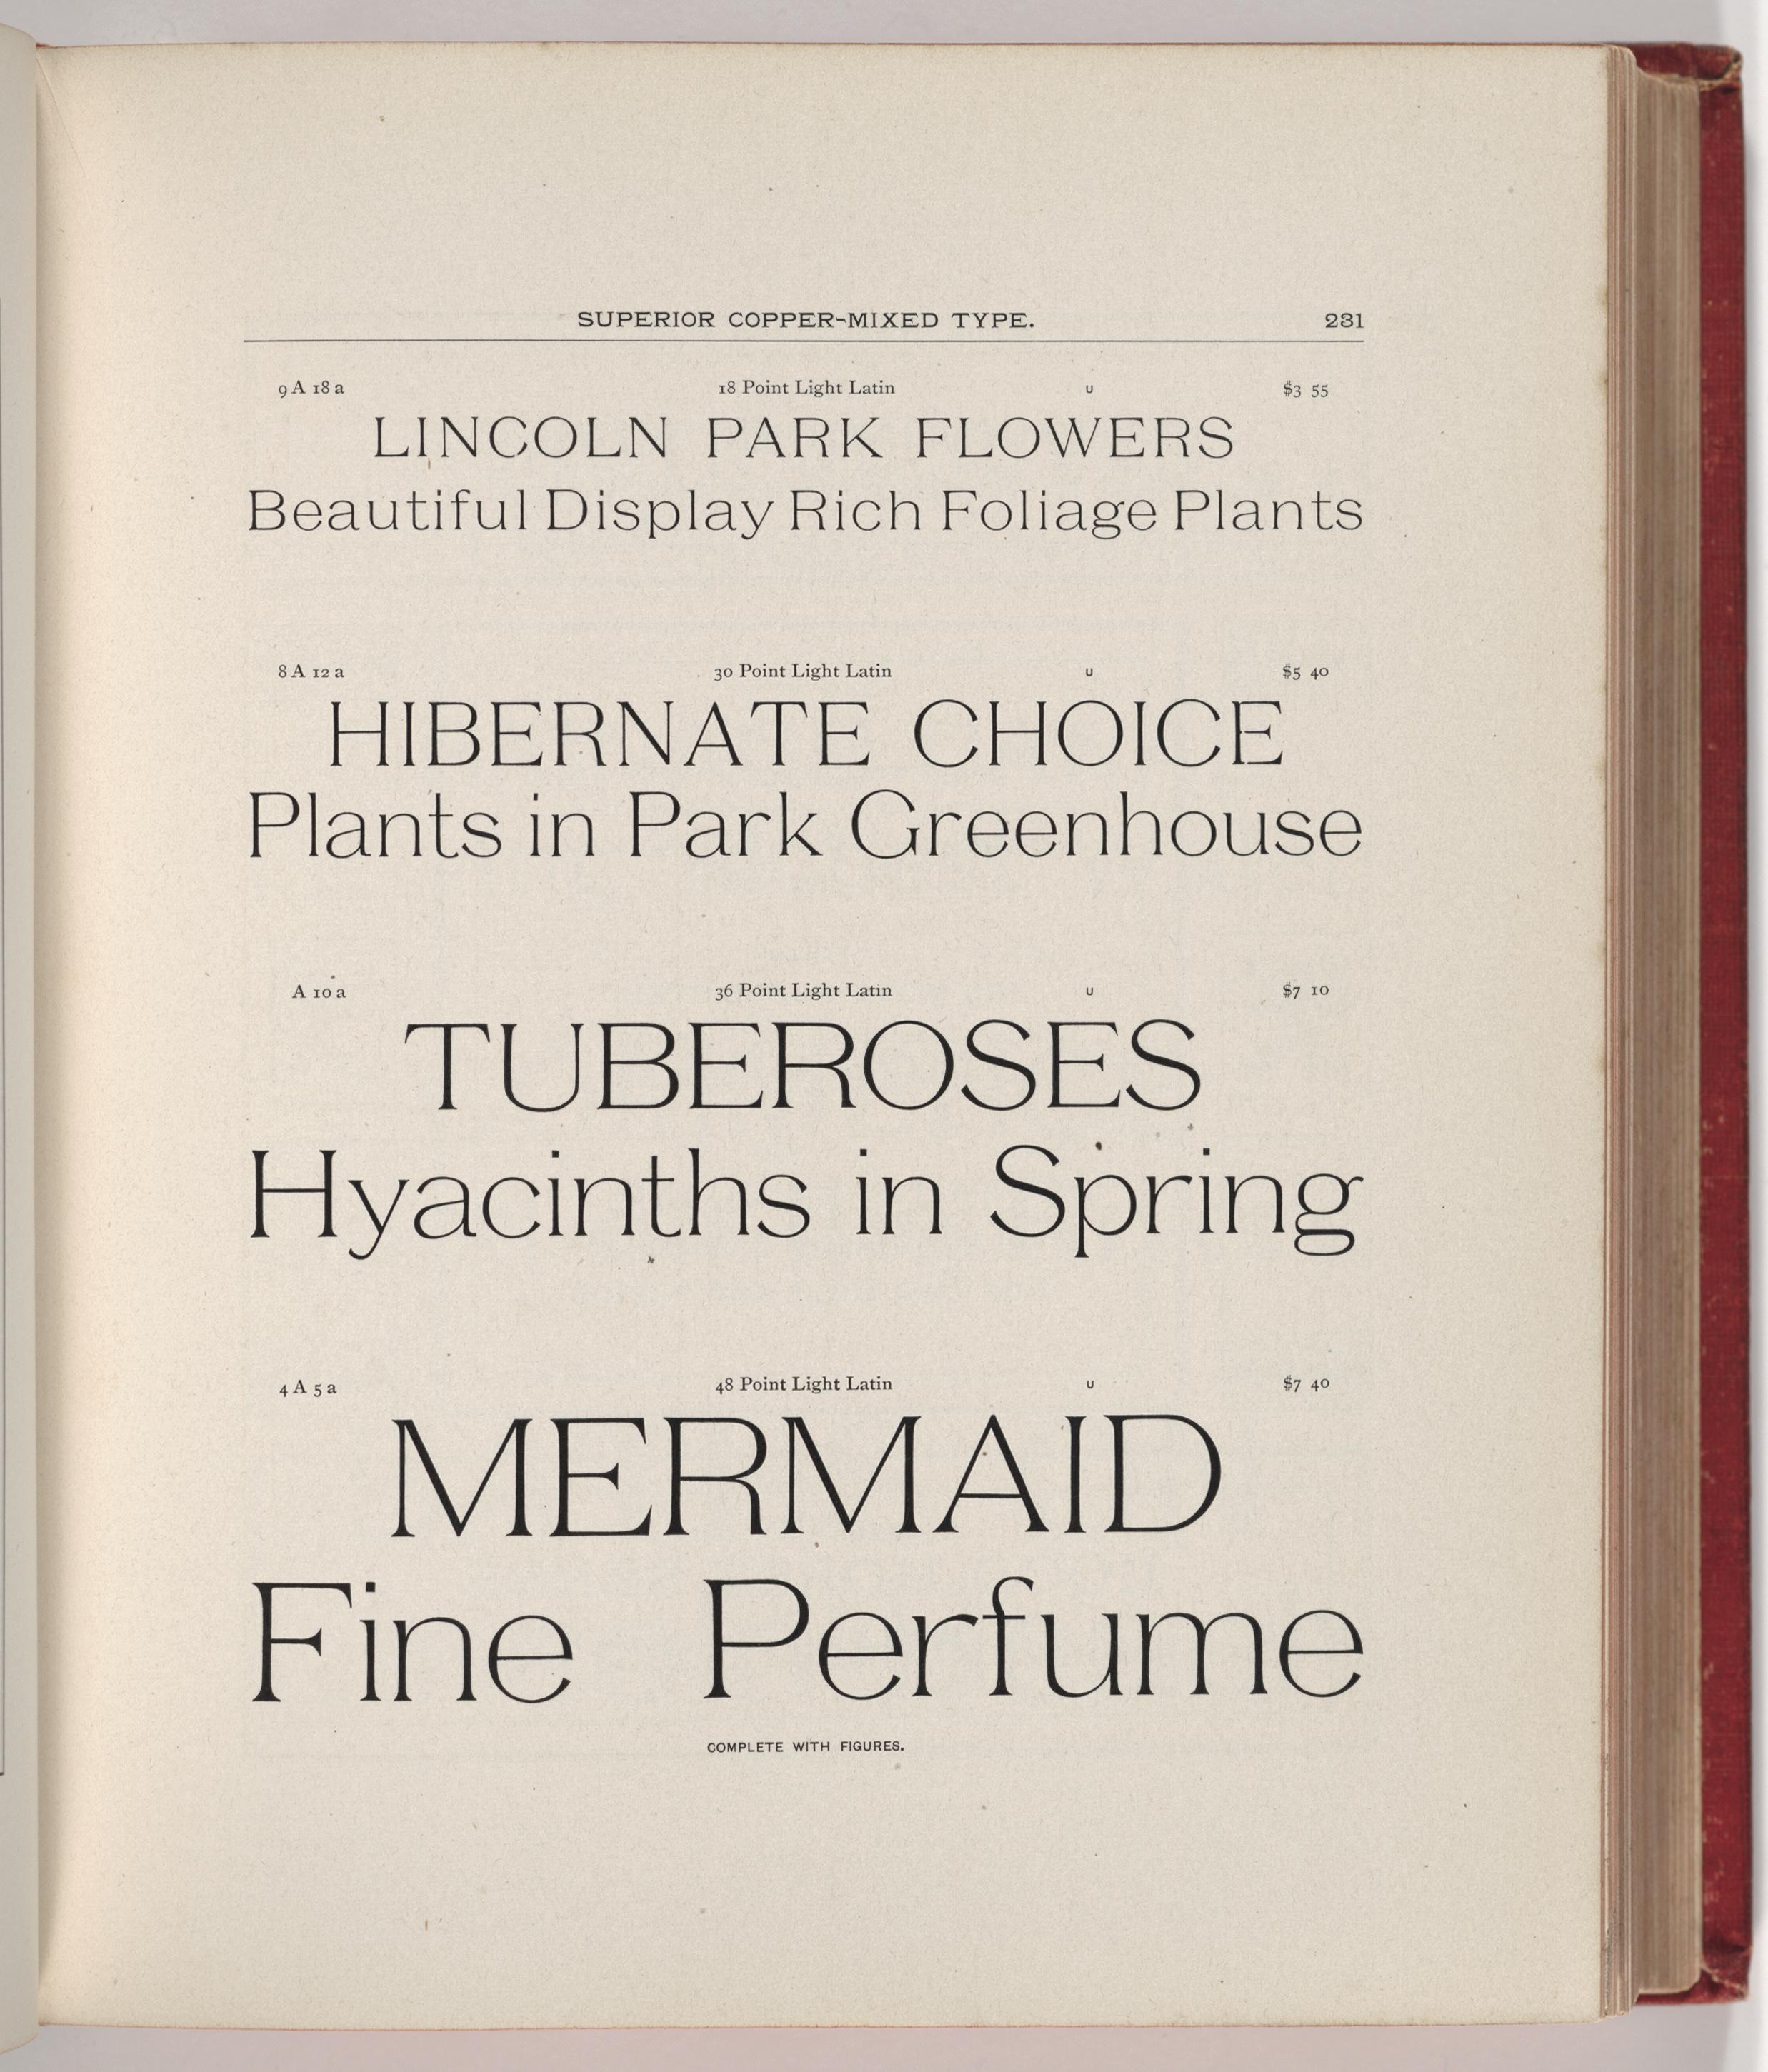 SUPERIOR COPPER-MIXED TYPE. 231
9 A 18 a 18 Point Light Latin u $3 55
LINCOLN PARK FLOWERS
Beautiful Display Rich Foliage Plants
8 A 12 a 30 Point Light Latin u $5 40
HIBERNATE CHOICE
Plants in Park Greenhouse
A 10 a 36 Point Light Latin u $7 10
TUBEROSES
Hyacinths in Spring
4 A 5 a 48 Point Light Latin u $7 40
MERMAID
Fine Perfume
COMPLETE WITH FIGURES.